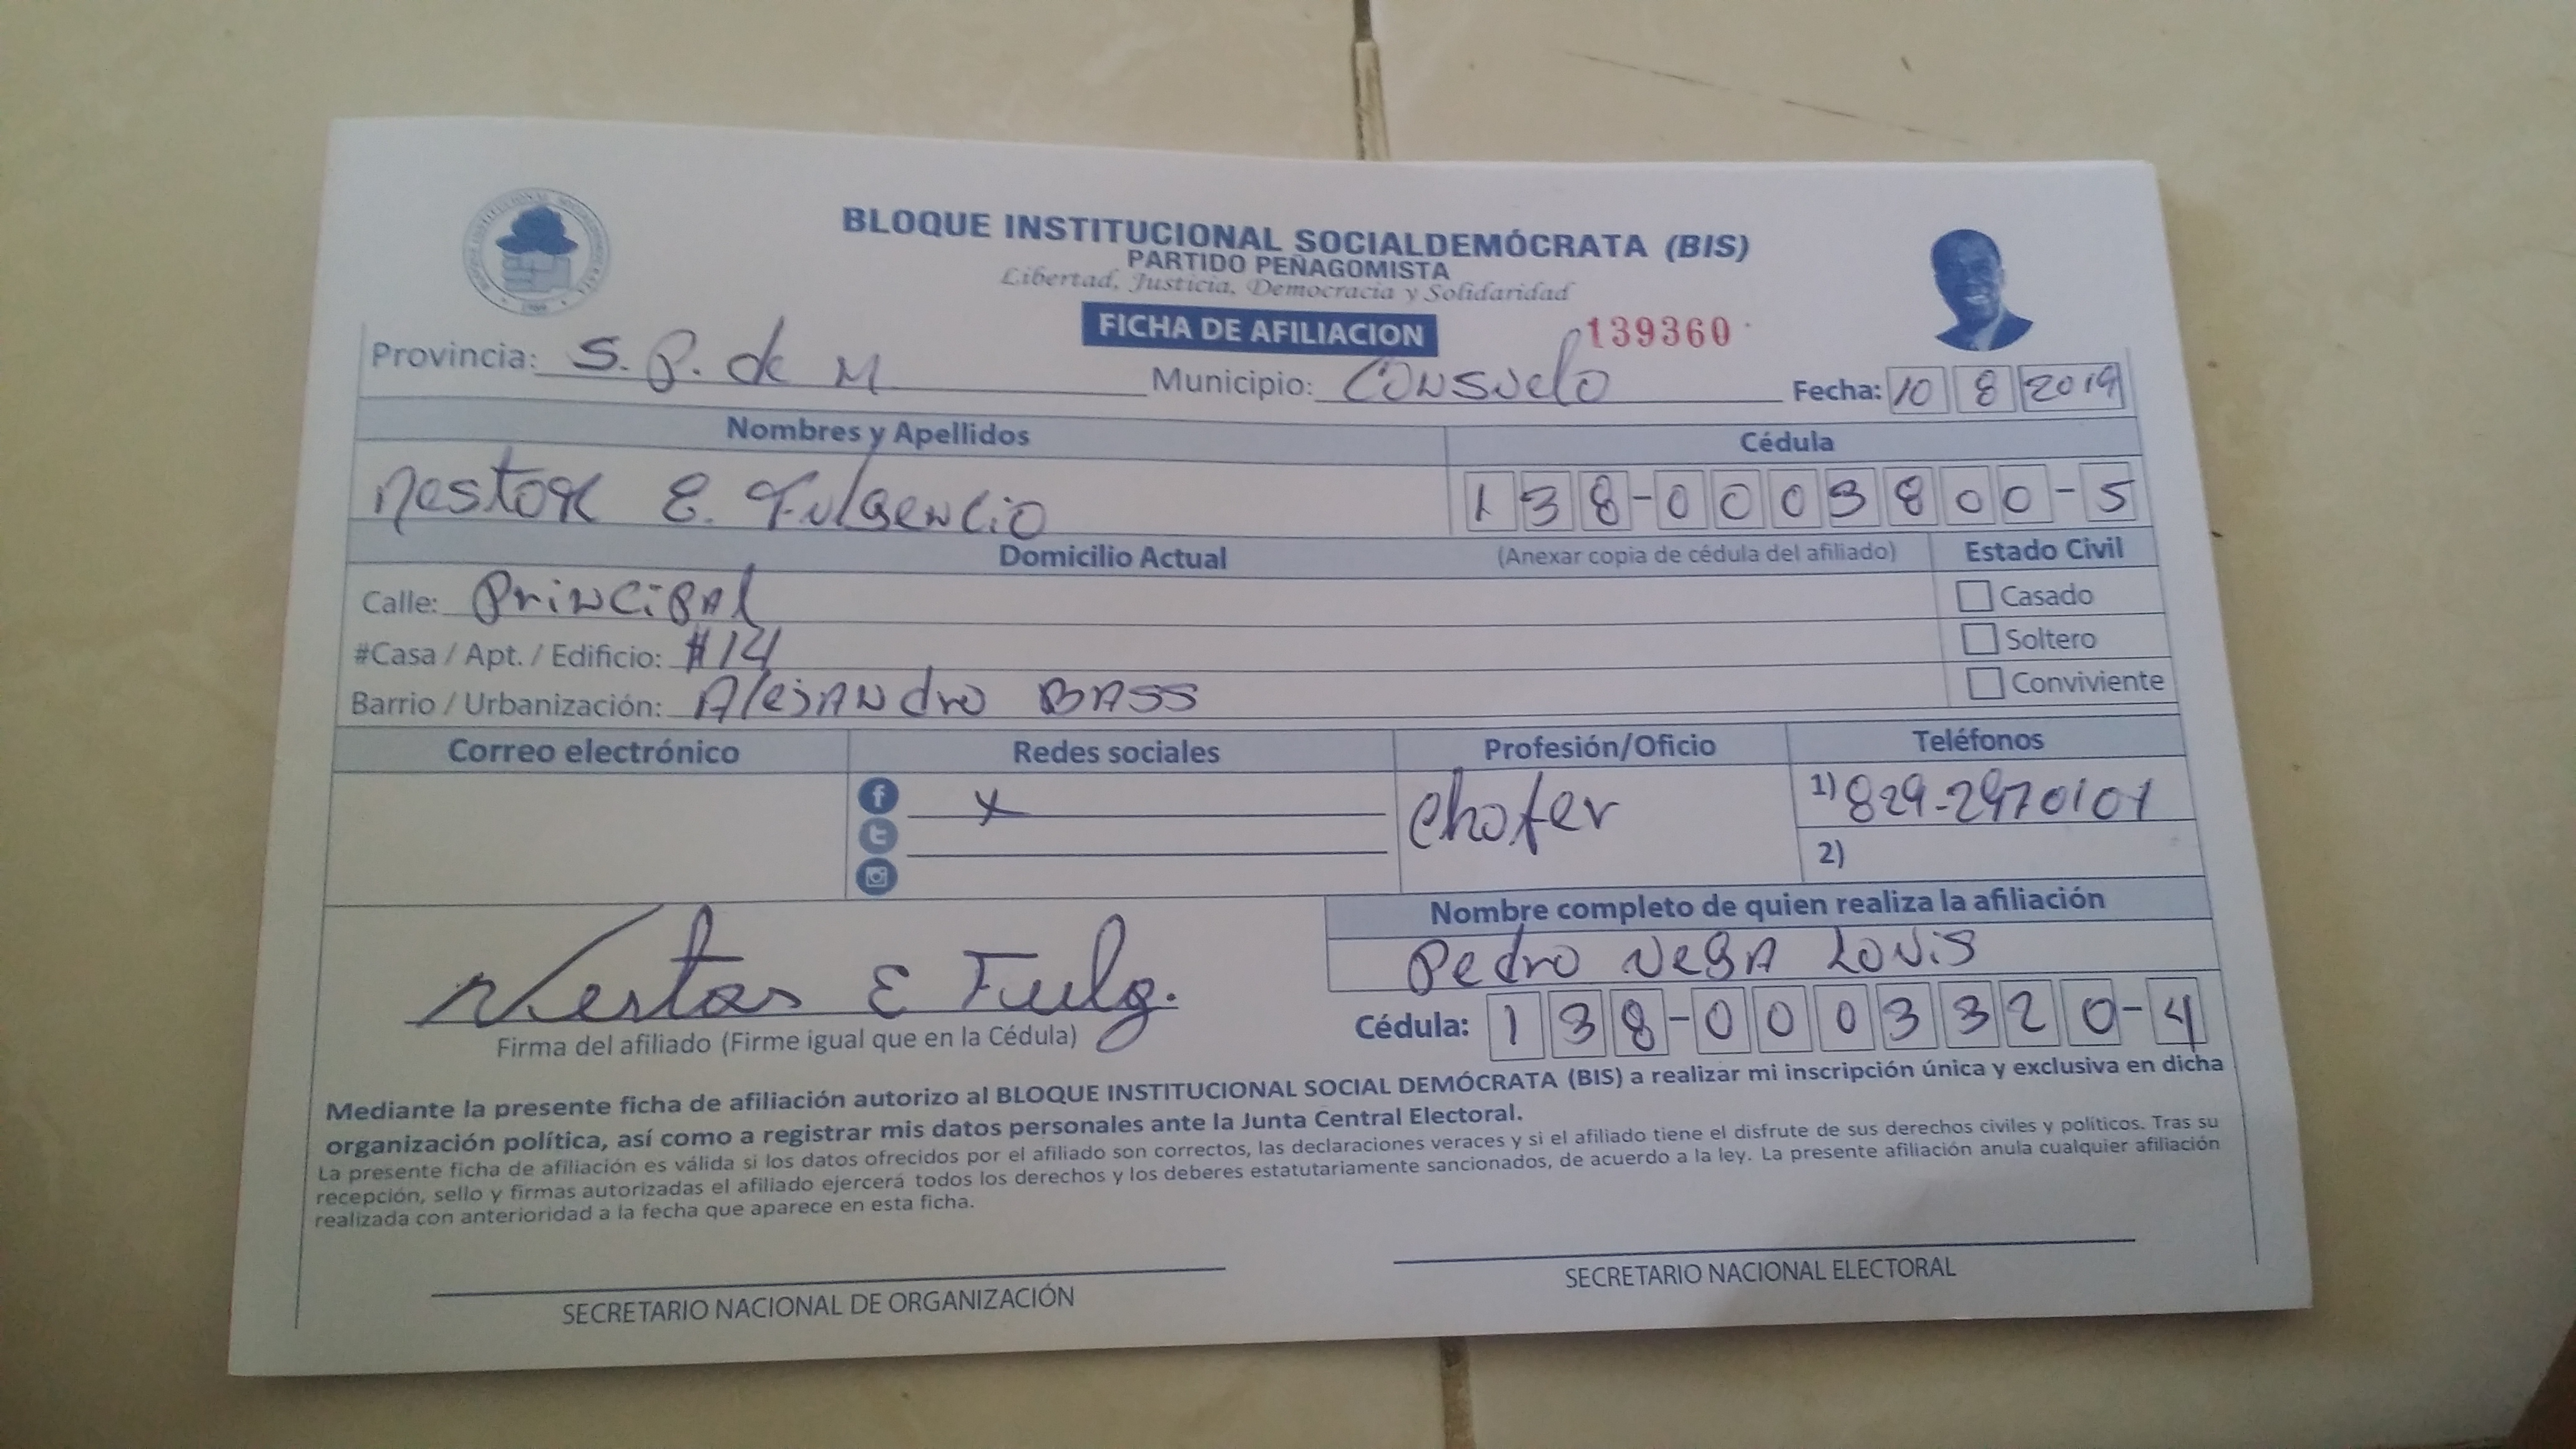 BLOQUE INSTITUCIONAL SOCIALDEMÓCRATA (BIS)
PARTIDO PEÑAGOMISTA
Libertad, Justicia, Democracia y Solidaridad
FICHA DE AFILIACION 139360
Provincia: S. P. de M Municipio: Consuelo Fecha: 10 8 2019
Nombres y Apellidos Cédula
Nestor E. Fulgencio 138-0003800-5
Domicilio Actual (Anexar copia de cédula del afiliado) Estado Civil
Calle: Principal Casado
#Casa / Apt. / Edificio: #14 Soltero
Barrio / Urbanización: Alejandro Bass Conviviente
Correo electrónico Redes sociales Profesión/Oficio Teléfonos
x chofer 1) 829-2970101
2)
Nombre completo de quien realiza la afiliación
Pedro Vega Louis
Nestor E Fulg.
Firma del afiliado (Firme igual que en la Cédula) Cédula: 138-0003320-4
Mediante la presente ficha de afiliación autorizo al BLOQUE INSTITUCIONAL SOCIAL DEMÓCRATA (BIS) a realizar mi inscripción única y exclusiva en dicha
organización política, así como a registrar mis datos personales ante la Junta Central Electoral.
La presente ficha de afiliación es válida si los datos ofrecidos por el afiliado son correctos, las declaraciones veraces y si el afiliado tiene el disfrute de sus derechos civiles y políticos. Tras su
recepción, sello y firmas autorizadas el afiliado ejercerá todos los derechos y los deberes estatutariamente sancionados, de acuerdo a la ley. La presente afiliación anula cualquier afiliación
realizada con anterioridad a la fecha que aparece en esta ficha.
SECRETARIO NACIONAL DE ORGANIZACIÓN SECRETARIO NACIONAL ELECTORAL